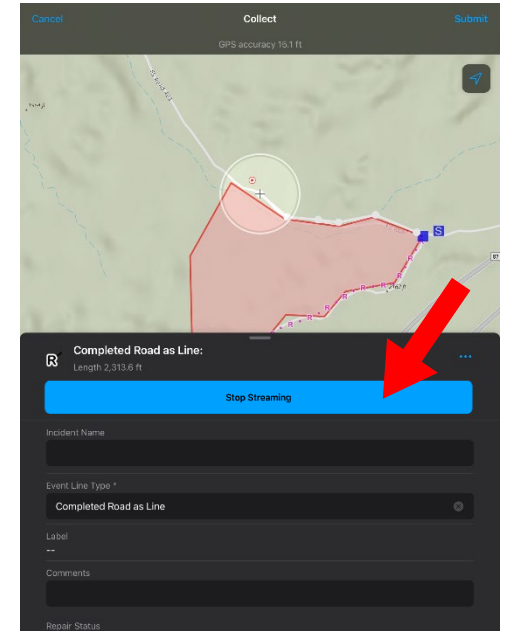 Cancel Collect Submit
GPS accuracy 15.1 ft
S
R R R R
R
R
R
R R
R
R
Completed Road as Line:
Length 2,313.6 ft
Stop Streaming
Incident Name
Event Line Type *
Completed Road as Line
Label
--
Comments
Repair Status